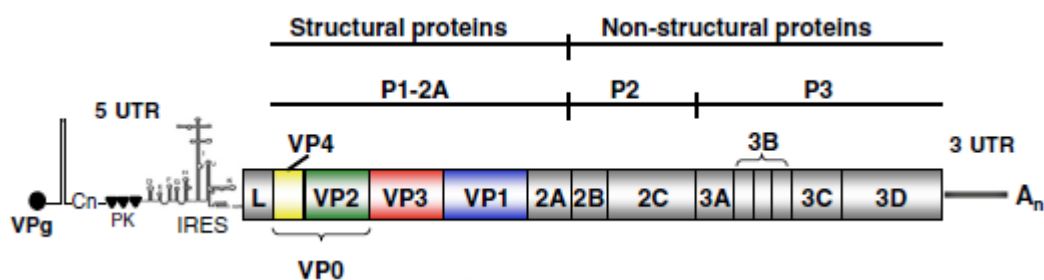 Structural proteins Non-structural proteins
P1-2A P2 P3
5 UTR VP4 3B 3 UTR
L VP2 VP3 VP1 2A 2B 2C 3A 3C 3D
VPg Cn PK IRES An
VP0